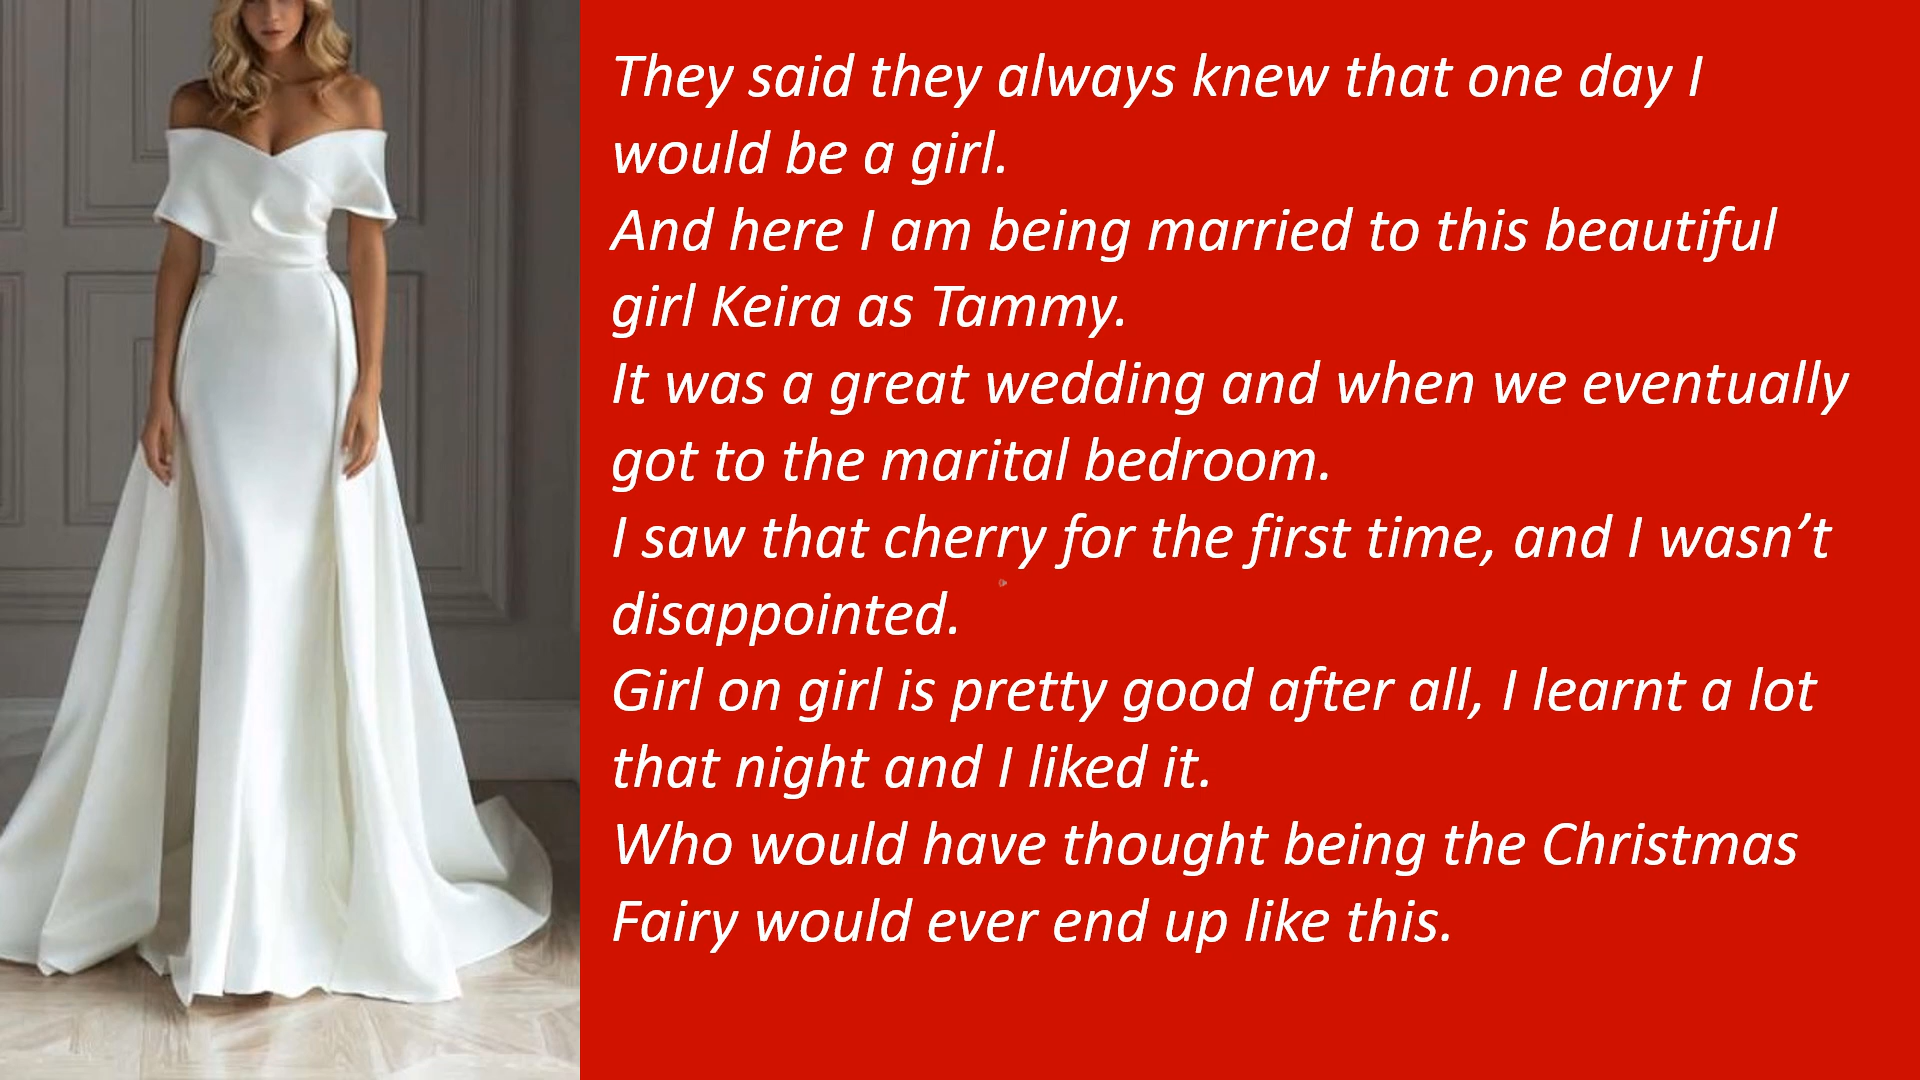 They said they always knew that one day I
would be a girl.
And here I am being married to this beautiful
girl Keira as Tammy.
It was a great wedding and when we eventually
got to the marital bedroom.
I saw that cherry for the first time, and I wasn’t
disappointed.
Girl on girl is pretty good after all, I learnt a lot
that night and I liked it.
Who would have thought being the Christmas
Fairy would ever end up like this.